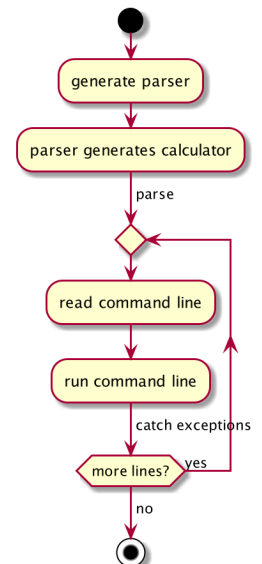 generate parser
parser generates calculator
parse
read command line
run command line
catch exceptions
more lines?
yes
no